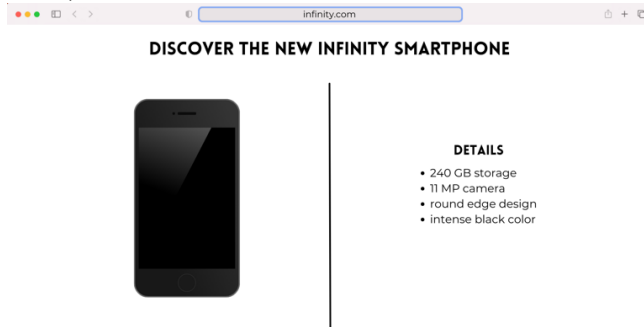 infinity.com
DISCOVER THE NEW INFINITY SMARTPHONE
DETAILS
• 240 GB storage
• 11 MP camera
• round edge design
• intense black color